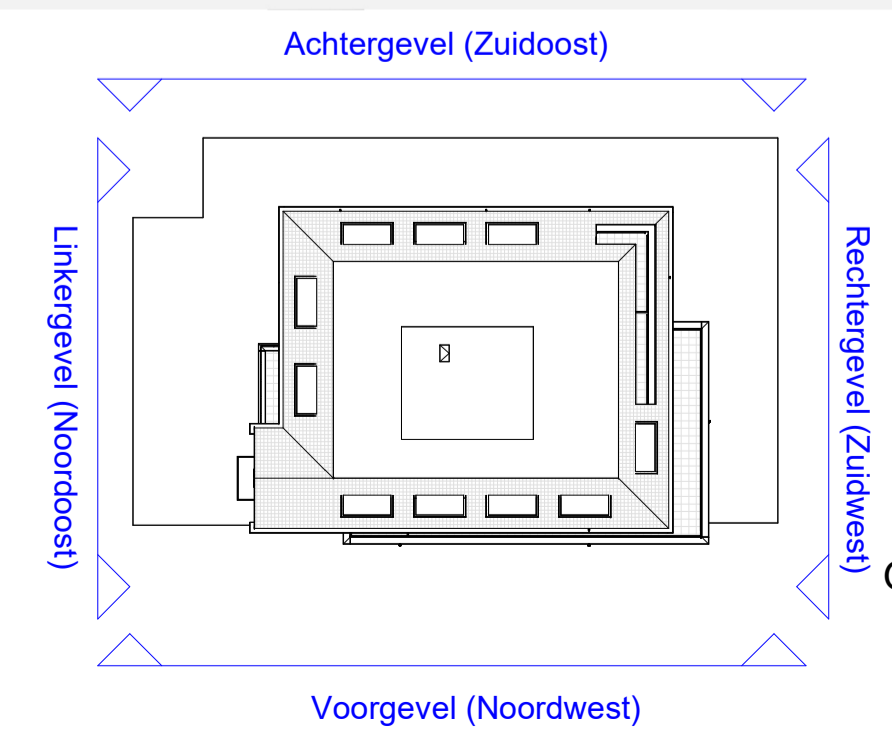 Achtergevel (Zuidoost)
Linkergevel (Noordoost)
Rechtergevel (Zuidwest)
Voorgevel (Noordwest)